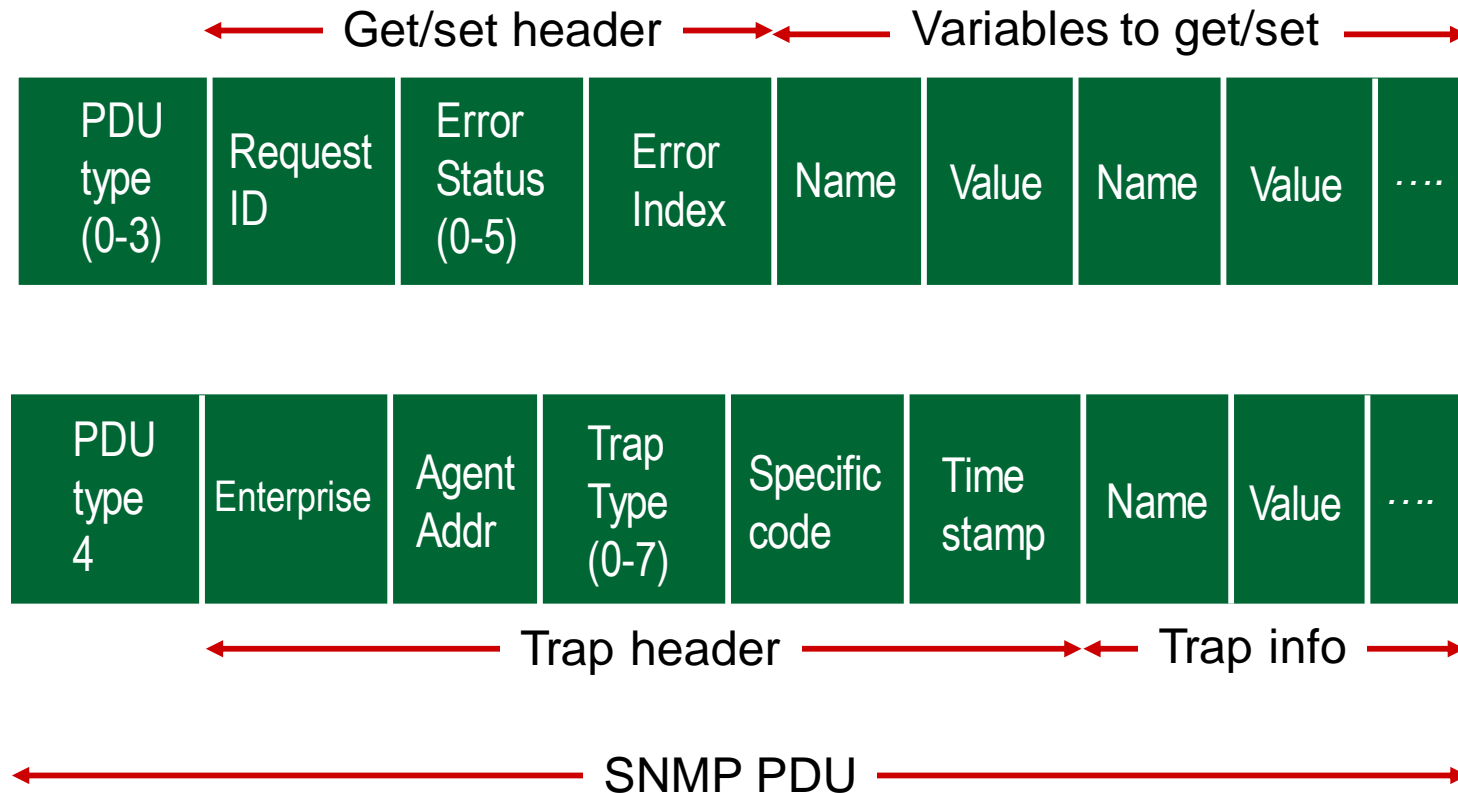 Get/set header
Variables to get/set
PDU
type
(0-3)
Request
ID
Error
Status
(0-5)
Error
Index
Name
Value
Name
Value
....
PDU
type
4
Enterprise
Agent
Addr
Trap
Type
(0-7)
Specific
code
Time
stamp
Name
Value
....
Trap header
Trap info
SNMP PDU